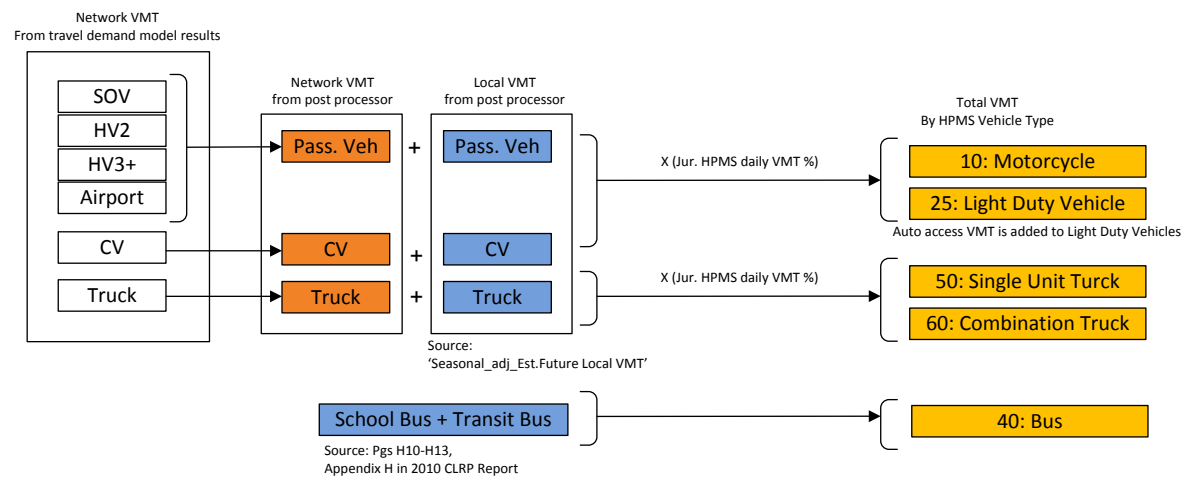 Network VMT
From travel demand model results
SOV
HV2
HV3+
Airport
CV
Truck
Network VMT
from post processor
Pass. Veh
CV
Truck
+
+
+
Local VMT
from post processor
Pass. Veh
CV
Truck
Source:
‘Seasonal_adj_Est.Future Local VMT’
X (Jur. HPMS daily VMT %)
X (Jur. HPMS daily VMT %)
Total VMT
By HPMS Vehicle Type
10: Motorcycle
25: Light Duty Vehicle
Auto access VMT is added to Light Duty Vehicles
50: Single Unit Turck
60: Combination Truck
School Bus + Transit Bus
Source: Pgs H10-H13,
Appendix H in 2010 CLRP Report
40: Bus